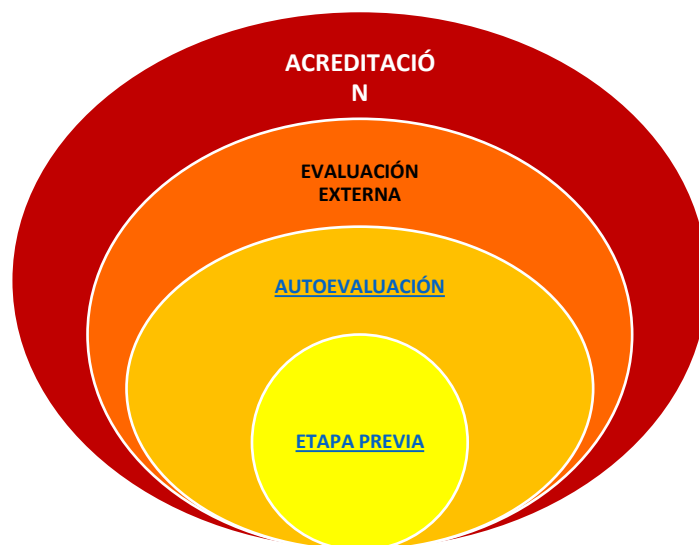 ACREDITACIÓ
N
EVALUACIÓN
EXTERNA
AUTOEVALUACIÓN
ETAPA PREVIA